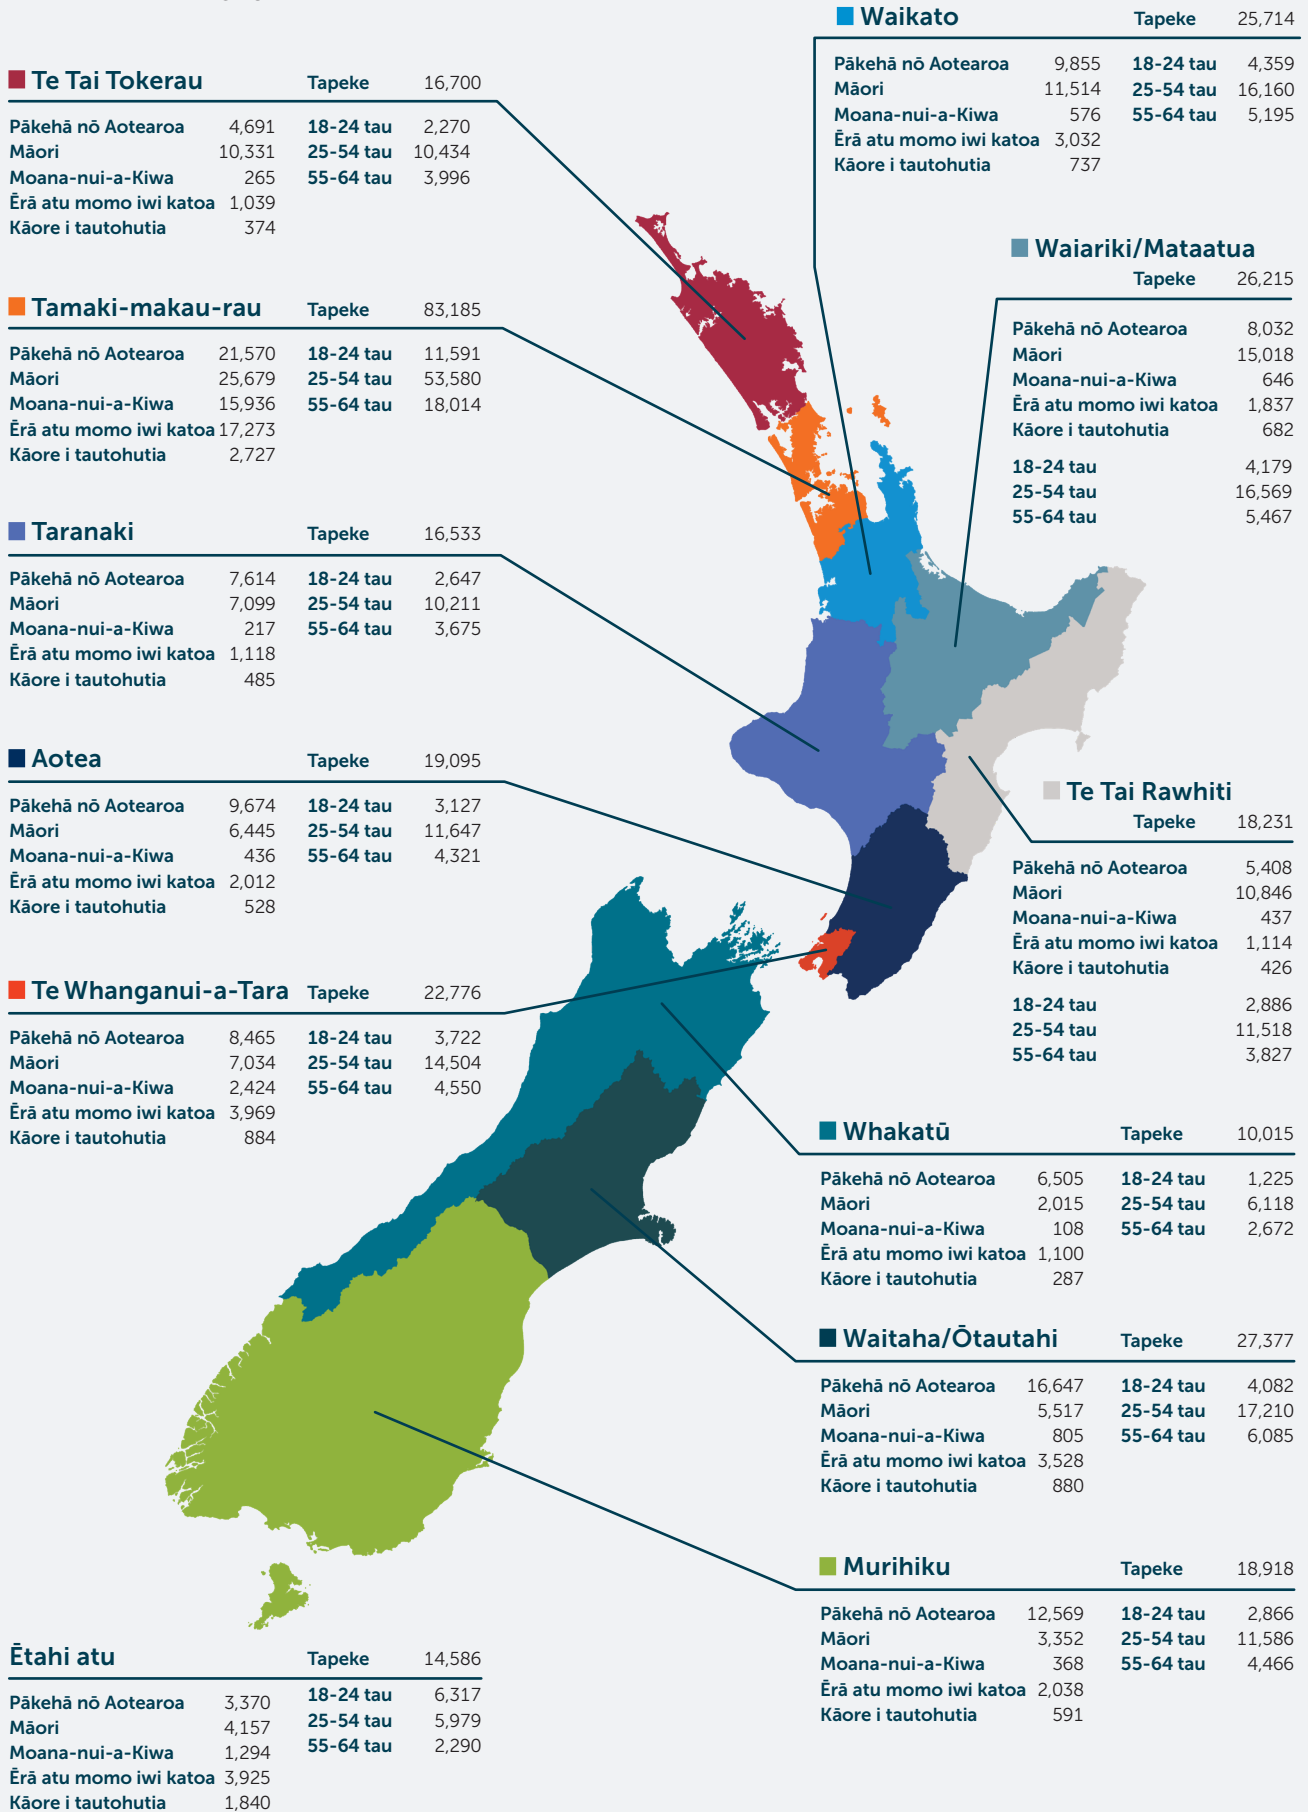 Waikato Tapeke 25,714
Pākehā nō Aotearoa 9,855 18-24 tau 4,359
Māori 11,514 25-54 tau 16,160
Moana-nui-a-Kiwa 576 55-64 tau 5,195
Ērā atu momo iwi katoa 3,032
Kāore i tautohutia 737
Te Tai Tokerau Tapeke 16,700
Pākehā nō Aotearoa 4,691 18-24 tau 2,270
Māori 10,331 25-54 tau 10,434
Moana-nui-a-Kiwa 265 55-64 tau 3,996
Ērā atu momo iwi katoa 1,039
Kāore i tautohutia 374
Waiariki/Mataatua
Tapeke 26,215
Pākehā nō Aotearoa 8,032
Māori 15,018
Moana-nui-a-Kiwa 646
Ērā atu momo iwi katoa 1,837
Kāore i tautohutia 682
18-24 tau 4,179
25-54 tau 16,569
55-64 tau 5,467
Tamaki-makau-rau Tapeke 83,185
Pākehā nō Aotearoa 21,570 18-24 tau 11,591
Māori 25,679 25-54 tau 53,580
Moana-nui-a-Kiwa 15,936 55-64 tau 18,014
Ērā atu momo iwi katoa 17,273
Kāore i tautohutia 2,727
Taranaki Tapeke 16,533
Pākehā nō Aotearoa 7,614 18-24 tau 2,647
Māori 7,099 25-54 tau 10,211
Moana-nui-a-Kiwa 217 55-64 tau 3,675
Ērā atu momo iwi katoa 1,118
Kāore i tautohutia 485
Aotea Tapeke 19,095
Pākehā nō Aotearoa 9,674 18-24 tau 3,127
Māori 6,445 25-54 tau 11,647
Moana-nui-a-Kiwa 436 55-64 tau 4,321
Ērā atu momo iwi katoa 2,012
Kāore i tautohutia 528
Te Tai Rawhiti
Tapeke 18,231
Pākehā nō Aotearoa 5,408
Māori 10,846
Moana-nui-a-Kiwa 437
Ērā atu momo iwi katoa 1,114
Kāore i tautohutia 426
18-24 tau 2,886
25-54 tau 11,518
55-64 tau 3,827
Te Whanganui-a-Tara Tapeke 22,776
Pākehā nō Aotearoa 8,465 18-24 tau 3,722
Māori 7,034 25-54 tau 14,504
Moana-nui-a-Kiwa 2,424 55-64 tau 4,550
Ērā atu momo iwi katoa 3,969
Kāore i tautohutia 884
Whakatū Tapeke 10,015
Pākehā nō Aotearoa 6,505 18-24 tau 1,225
Māori 2,015 25-54 tau 6,118
Moana-nui-a-Kiwa 108 55-64 tau 2,672
Ērā atu momo iwi katoa 1,100
Kāore i tautohutia 287
Waitaha/Ōtautahi Tapeke 27,377
Pākehā nō Aotearoa 16,647 18-24 tau 4,082
Māori 5,517 25-54 tau 17,210
Moana-nui-a-Kiwa 805 55-64 tau 6,085
Ērā atu momo iwi katoa 3,528
Kāore i tautohutia 880
Murihiku Tapeke 18,918
Pākehā nō Aotearoa 12,569 18-24 tau 2,866
Māori 3,352 25-54 tau 11,586
Moana-nui-a-Kiwa 368 55-64 tau 4,466
Ērā atu momo iwi katoa 2,038
Kāore i tautohutia 591
Ētahi atu Tapeke 14,586
Pākehā nō Aotearoa 3,370 18-24 tau 6,317
Māori 4,157 25-54 tau 5,979
Moana-nui-a-Kiwa 1,294 55-64 tau 2,290
Ērā atu momo iwi katoa 3,925
Kāore i tautohutia 1,840